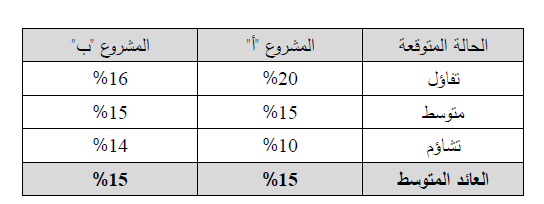 الحالة المتوقعة المشروع "أ" المشروع "ب"
تفاؤل %20 %16
متوسط %15 %15
تشاؤم %10 %14
العائد المتوسط %15 %15